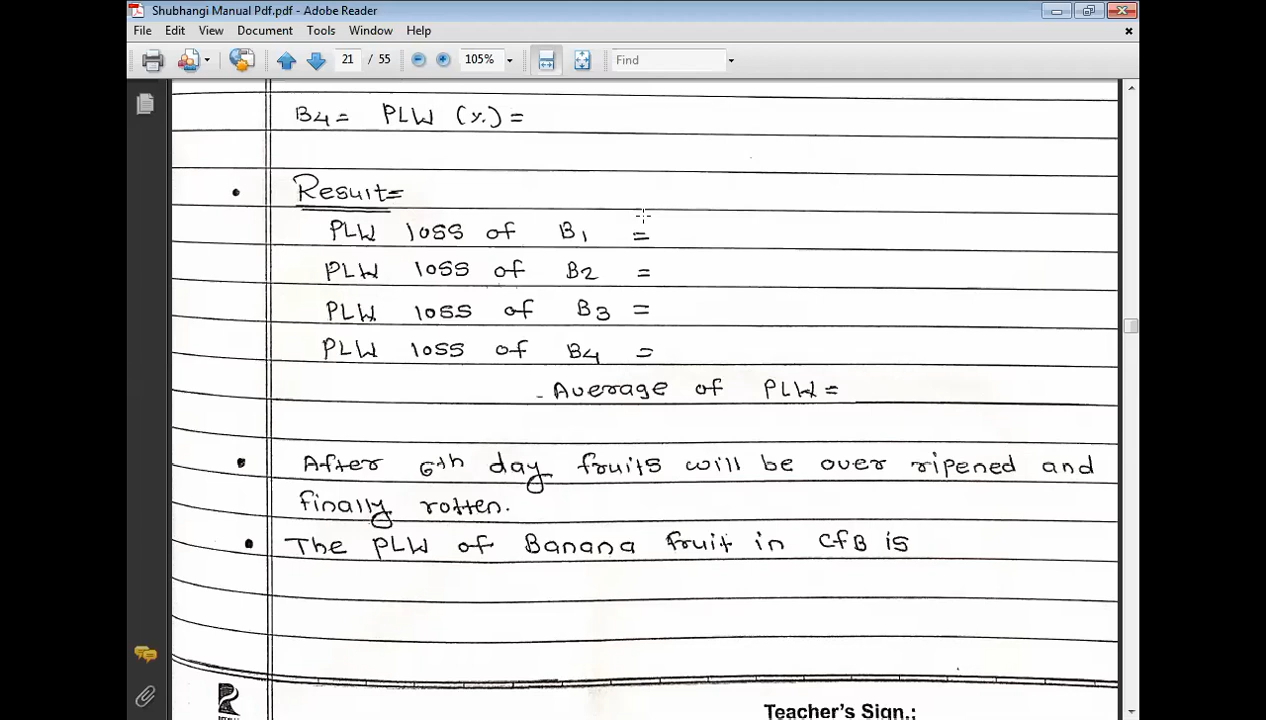 Shubhangi Manual Pdf.pdf - Adobe Reader
File Edit View Document Tools Window Help
21 / 55 105% Find
B4= PLW (%) =
• Result=
PLW loss of B1 =
PLW loss of B2 =
PLW loss of B3 =
PLW loss of B4 =
- Average of PLW=
• After 6th day fruits will be over ripened and
finally rotten.
• The PLW of Banana fruit in CfB is
Teacher's Sign.: